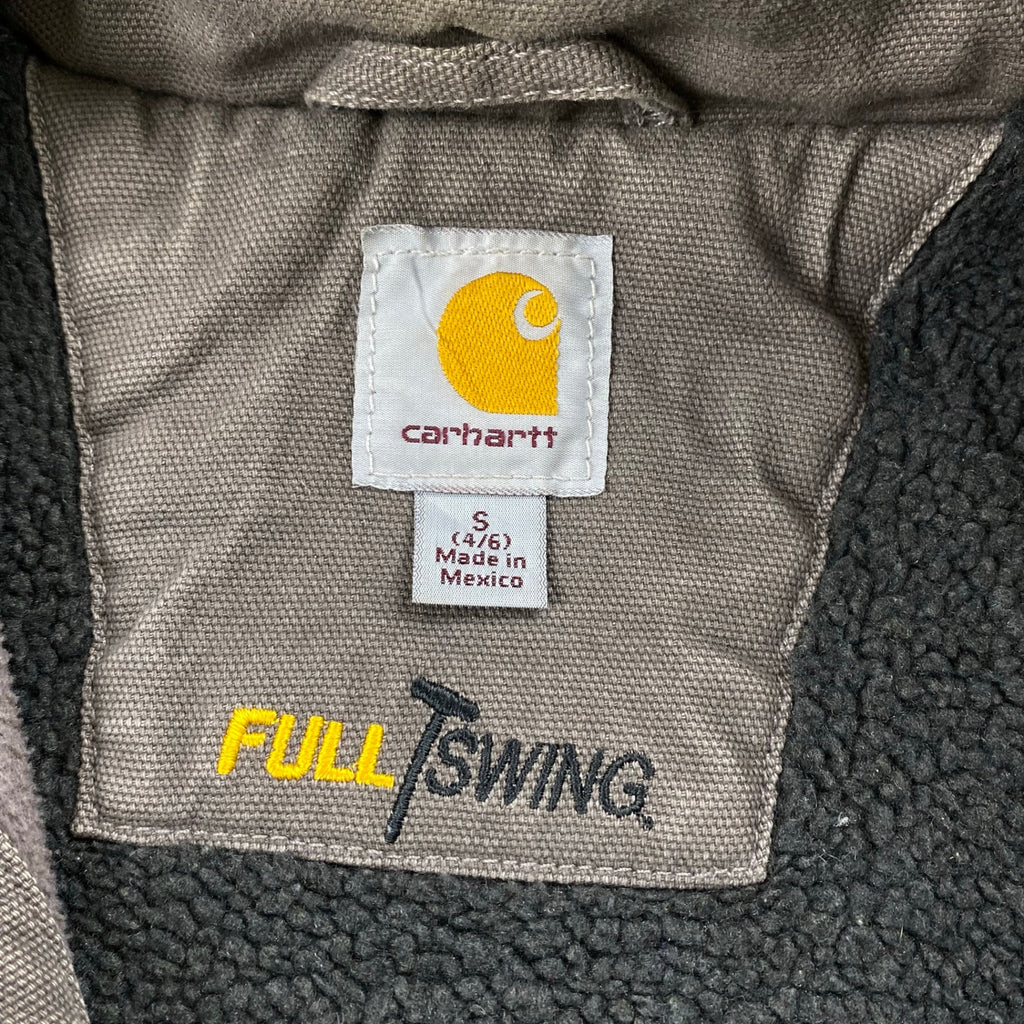 carhartt
S
(4/6)
Made in
Mexico
FULL SWING